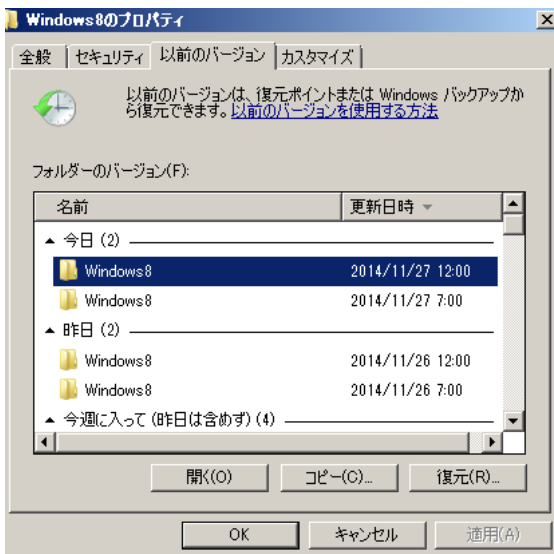 Windows8のプロパティ
全般 セキュリティ 以前のバージョン カスタマイズ
以前のバージョンは、復元ポイントまたは Windows バックアップか
ら復元できます。以前のバージョンを使用する方法
フォルダーのバージョン(F):
名前 更新日時
今日 (2)
Windows8 2014/11/27 12:00
Windows8 2014/11/27 7:00
昨日 (2)
Windows8 2014/11/26 12:00
Windows8 2014/11/26 7:00
今週に入って (昨日は含めず) (4)
開く(O) コピー(C)... 復元(R)...
OK キャンセル 適用(A)